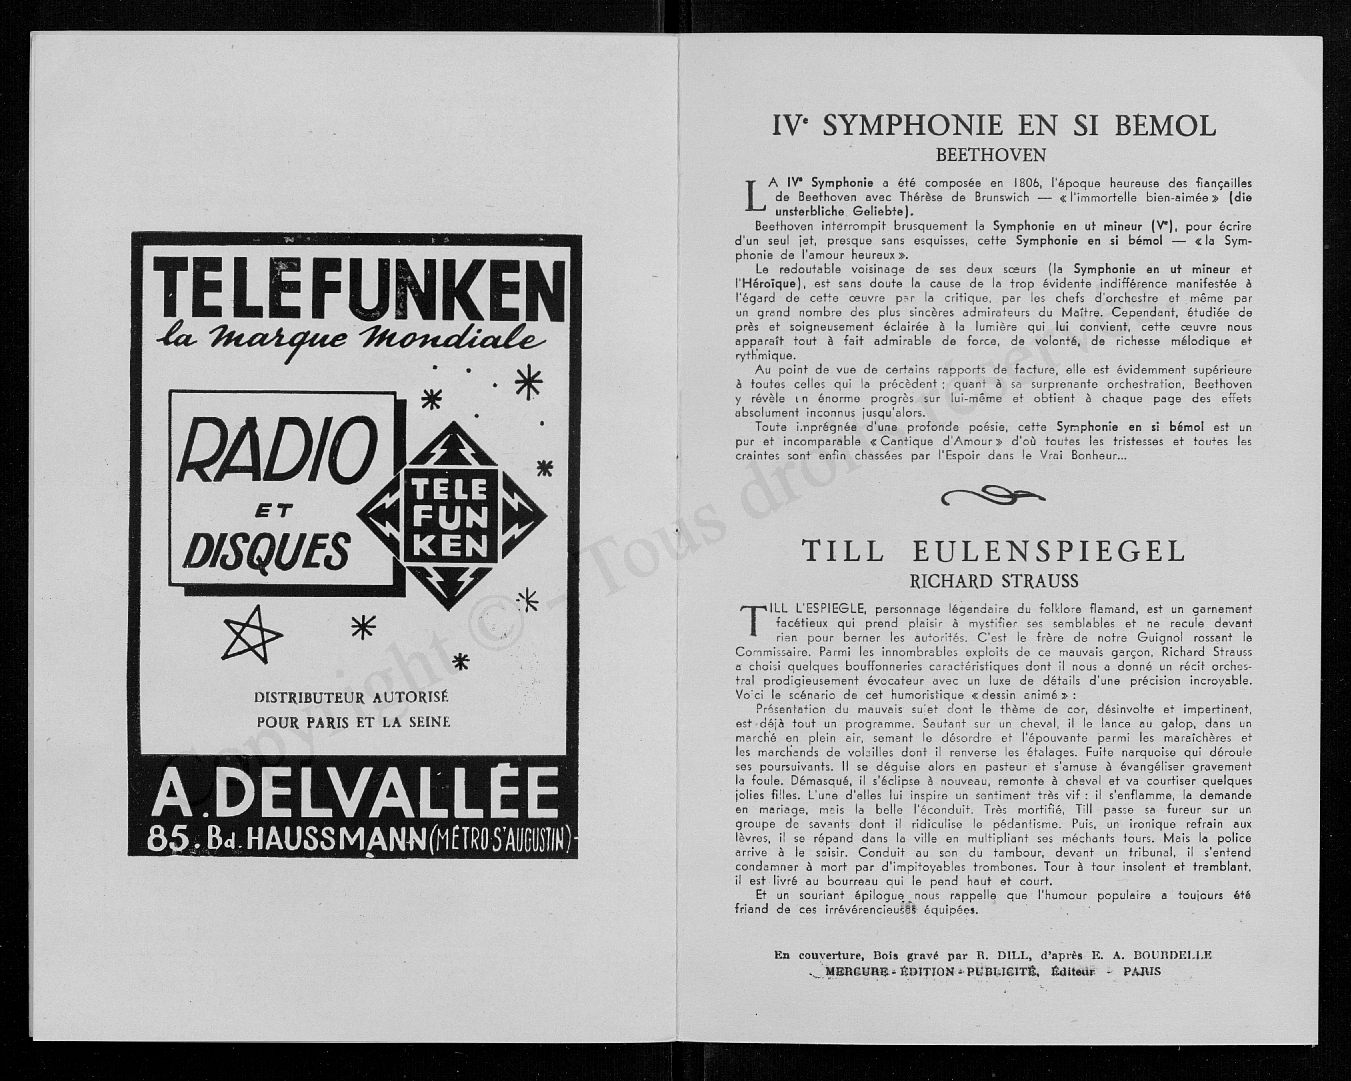 TELEFUNKEN
la marque mondiale
RADIO
ET
DISQUES
TELE
FUN
KEN
DISTRIBUTEUR AUTORISÉ
POUR PARIS ET LA SEINE
A. DELVALLÉE
85. Bd. HAUSSMANN (MÉTRO St AUGUSTIN)
IVe SYMPHONIE EN SI BEMOL
BEETHOVEN
LA IVe Symphonie a été composée en 1806, l'époque heureuse des fiançailles
de Beethoven avec Thérèse de Brunswich — « l'immortelle bien-aimée » (die
unsterbliche Geliebte).
Beethoven interrompit brusquement la Symphonie en ut mineur (Ve), pour écrire
d'un seul jet, presque sans esquisses, cette Symphonie en si bémol — « la Sym-
phonie de l'amour heureux ».
Le redoutable voisinage de ses deux sœurs (la Symphonie en ut mineur et
l'Héroïque), est sans doute la cause de la trop évidente indifférence manifestée à
l'égard de cette œuvre par la critique, par les chefs d'orchestre et même par
un grand nombre des plus sincères admirateurs du Maître. Cependant, étudiée de
près et soigneusement éclairée à la lumière qui lui convient, cette œuvre nous
apparaît tout à fait admirable de force, de volonté, de richesse mélodique et
rythmique.
Au point de vue de certains rapports de facture, elle est évidemment supérieure
à toutes celles qui la précèdent ; quant à sa surprenante orchestration, Beethoven
y révèle un énorme progrès sur lui-même et obtient à chaque page des effets
absolument inconnus jusqu'alors.
Toute imprégnée d'une profonde poésie, cette Symphonie en si bémol est un
pur et incomparable « Cantique d'Amour » d'où toutes les tristesses et toutes les
craintes sont enfin chassées par l'Espoir dans le Vrai Bonheur...
TILL EULENSPIEGEL
RICHARD STRAUSS
TILL L'ESPIEGLE, personnage légendaire du folklore flamand, est un garnement
facétieux qui prend plaisir à mystifier ses semblables et ne recule devant
rien pour berner les autorités. C'est le frère de notre Guignol rossant le
Commissaire. Parmi les innombrables exploits de ce mauvais garçon, Richard Strauss
a choisi quelques bouffonneries caractéristiques dont il nous a donné un récit orches-
tral prodigieusement évocateur avec un luxe de détails d'une précision incroyable.
Voici le scénario de cet humoristique « dessin animé » :
Présentation du mauvais sujet dont le thème de cor, désinvolte et impertinent,
est déjà tout un programme. Sautant sur un cheval, il le lance au galop, dans un
marché en plein air, semant le désordre et l'épouvante parmi les maraîchères et
les marchands de volailles dont il renverse les étalages. Fuite narquoise qui déroule
ses poursuivants. Il se déguise alors en pasteur et s'amuse à évangéliser gravement
la foule. Démasqué, il s'éclipse à nouveau, remonte à cheval et va courtiser quelques
jolies filles. L'une d'elles lui inspire un sentiment très vif : il s'enflamme, la demande
en mariage, mais la belle l'éconduit. Très mortifié, Till passe sa fureur sur un
groupe de savants dont il ridiculise le pédantisme. Puis, un ironique refrain aux
lèvres, il se répand dans la ville en multipliant ses méchants tours. Mais la police
arrive à le saisir. Conduit au son du tambour, devant un tribunal, il s'entend
condamner à mort par d'impitoyables trombones. Tour à tour insolent et tremblant,
il est livré au bourreau qui le pend haut et court.
Et un souriant épilogue nous rappelle que l'humour populaire a toujours été
friand de ces irrévérencieuses équipées.
En couverture, Bois gravé par R. DILL, d'après E. A. BOURDELLE
MERCURE - ÉDITION - PUBLICITÉ, Éditeur - PARIS
Copyright © - Tous droits réservés